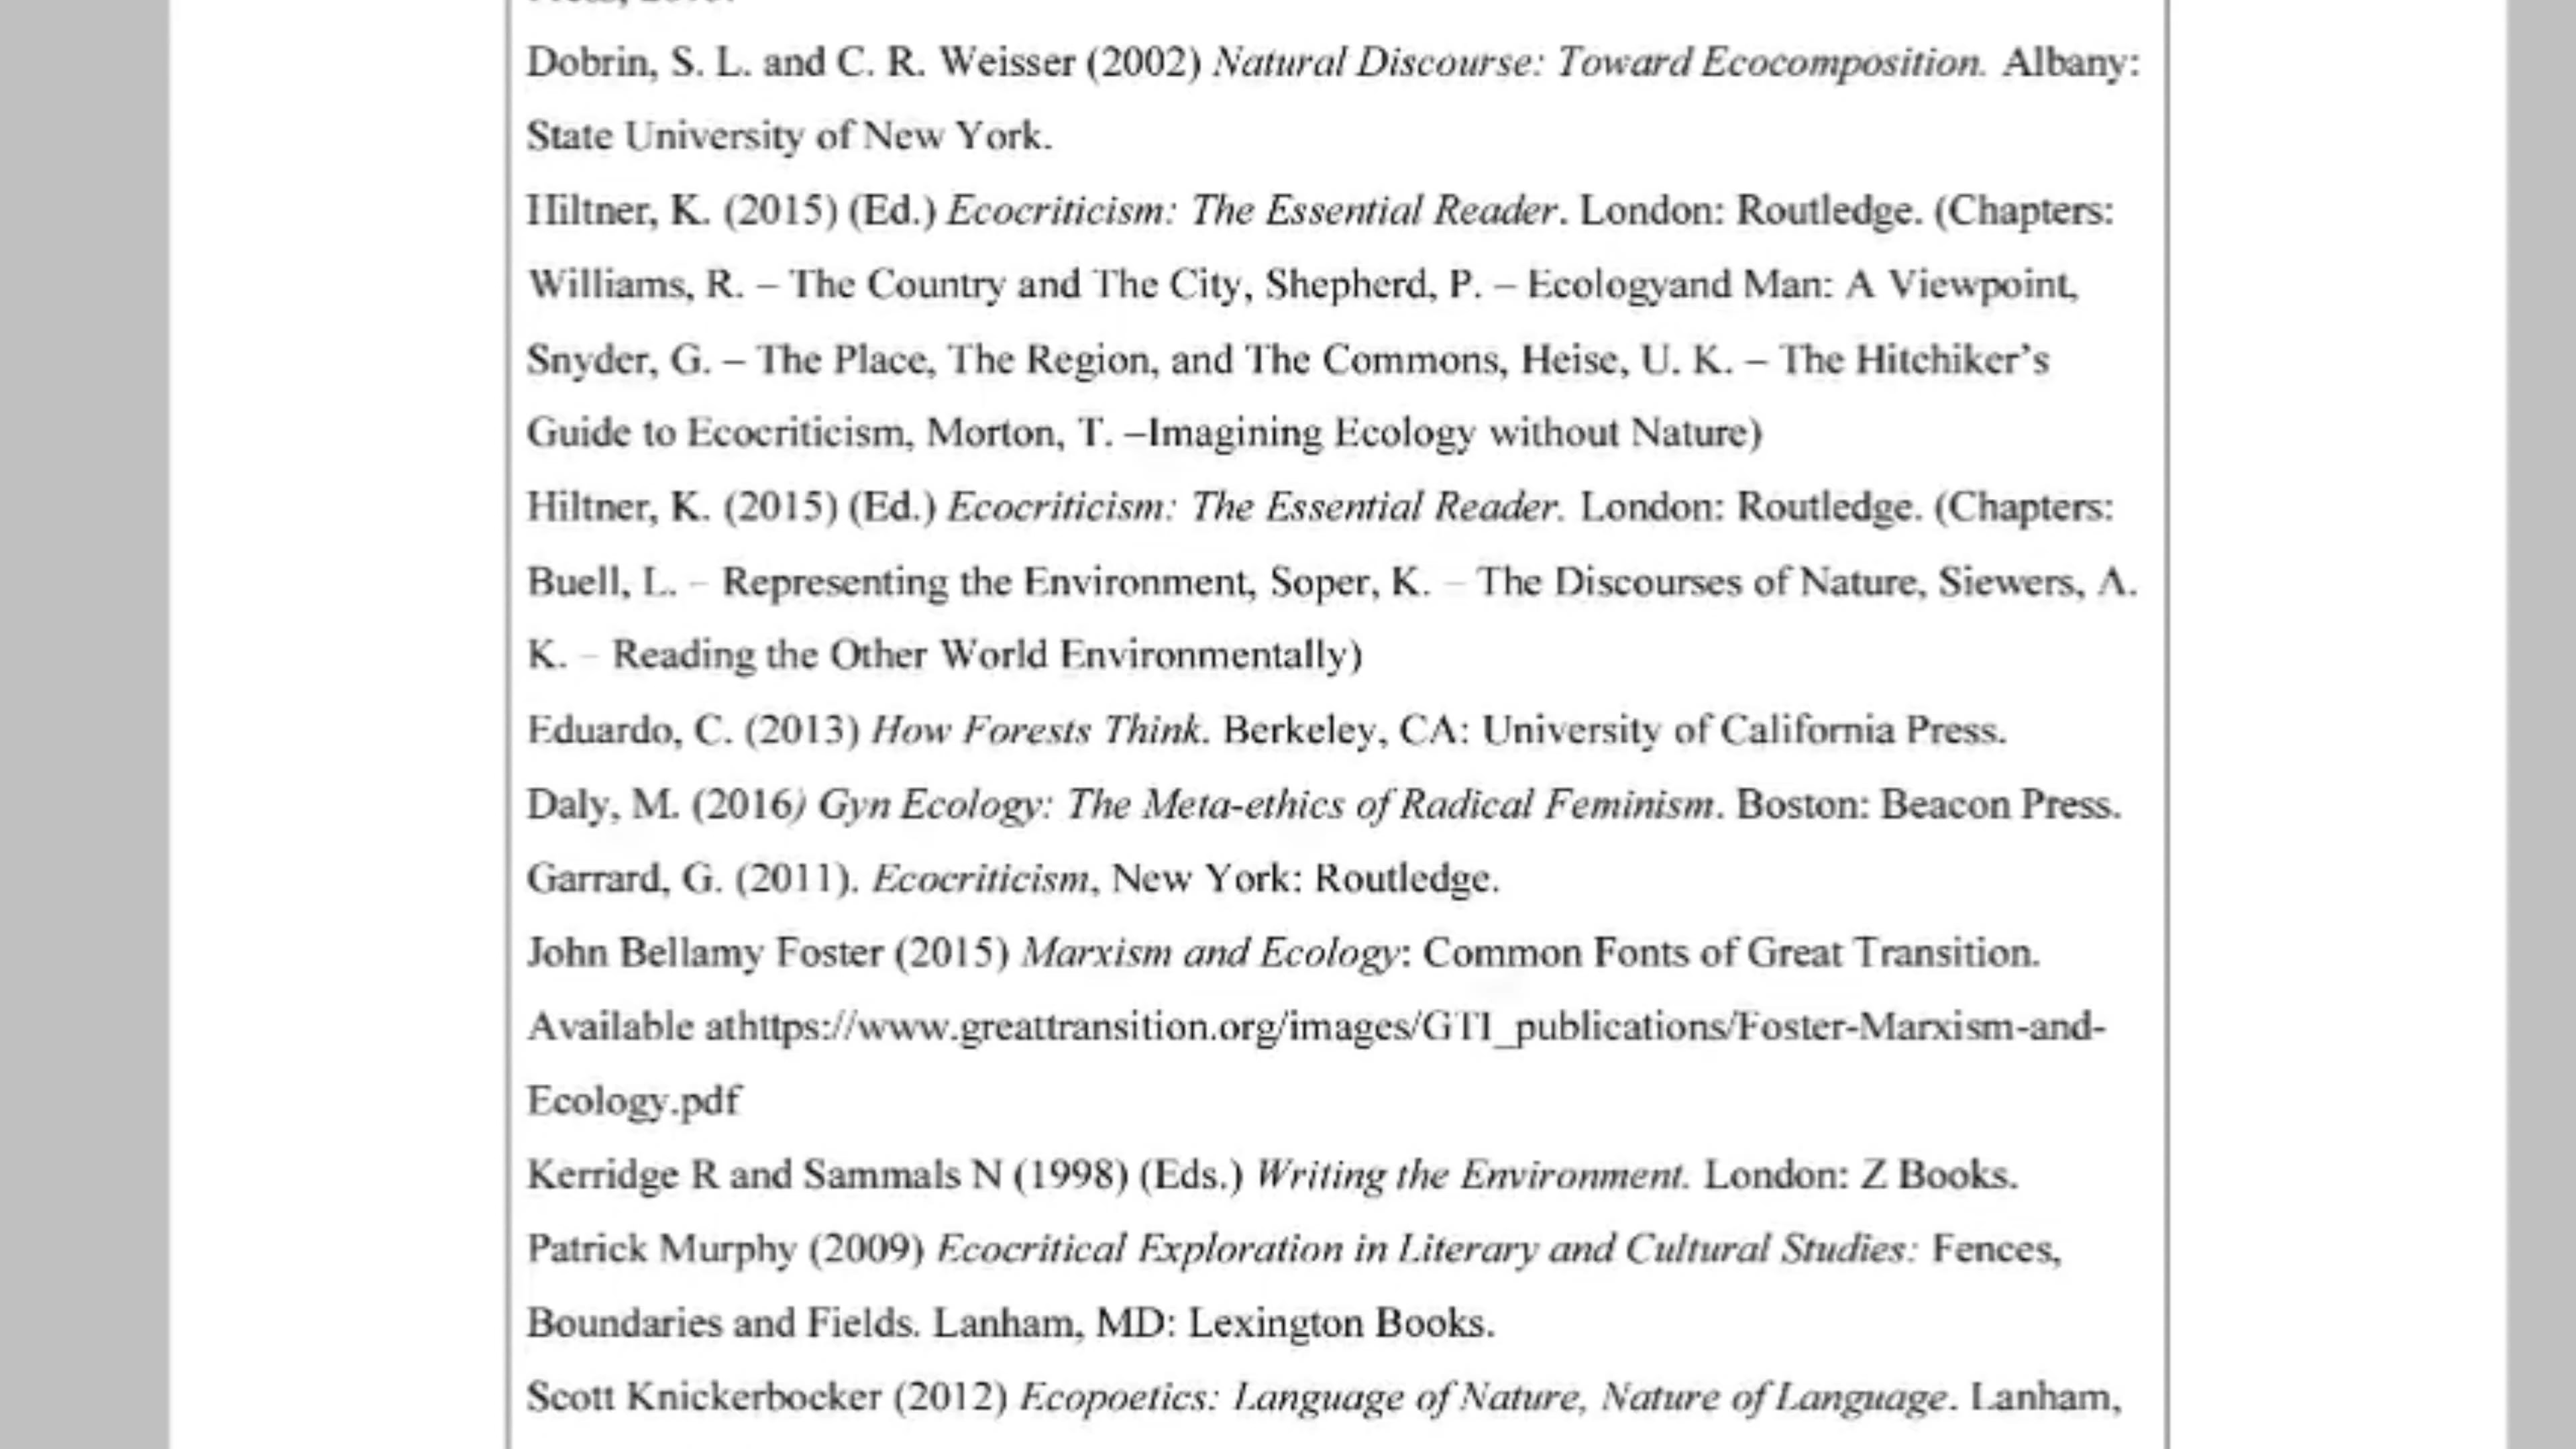 Dobrin, S. L. and C. R. Weisser (2002) Natural Discourse: Toward Ecocomposition. Albany:
State University of New York.
Hiltner, K. (2015) (Ed.) Ecocriticism: The Essential Reader. London: Routledge. (Chapters:
Williams, R. – The Country and The City, Shepherd, P. – Ecologyand Man: A Viewpoint,
Snyder, G. – The Place, The Region, and The Commons, Heise, U. K. – The Hitchiker’s
Guide to Ecocriticism, Morton, T. –Imagining Ecology without Nature)
Hiltner, K. (2015) (Ed.) Ecocriticism: The Essential Reader. London: Routledge. (Chapters:
Buell, L. – Representing the Environment, Soper, K. – The Discourses of Nature, Siewers, A.
K. – Reading the Other World Environmentally)
Eduardo, C. (2013) How Forests Think. Berkeley, CA: University of California Press.
Daly, M. (2016) Gyn Ecology: The Meta-ethics of Radical Feminism. Boston: Beacon Press.
Garrard, G. (2011). Ecocriticism, New York: Routledge.
John Bellamy Foster (2015) Marxism and Ecology: Common Fonts of Great Transition.
Available athttps://www.greattransition.org/images/GTI_publications/Foster-Marxism-and-
Ecology.pdf
Kerridge R and Sammals N (1998) (Eds.) Writing the Environment. London: Z Books.
Patrick Murphy (2009) Ecocritical Exploration in Literary and Cultural Studies: Fences,
Boundaries and Fields. Lanham, MD: Lexington Books.
Scott Knickerbocker (2012) Ecopoetics: Language of Nature, Nature of Language. Lanham,